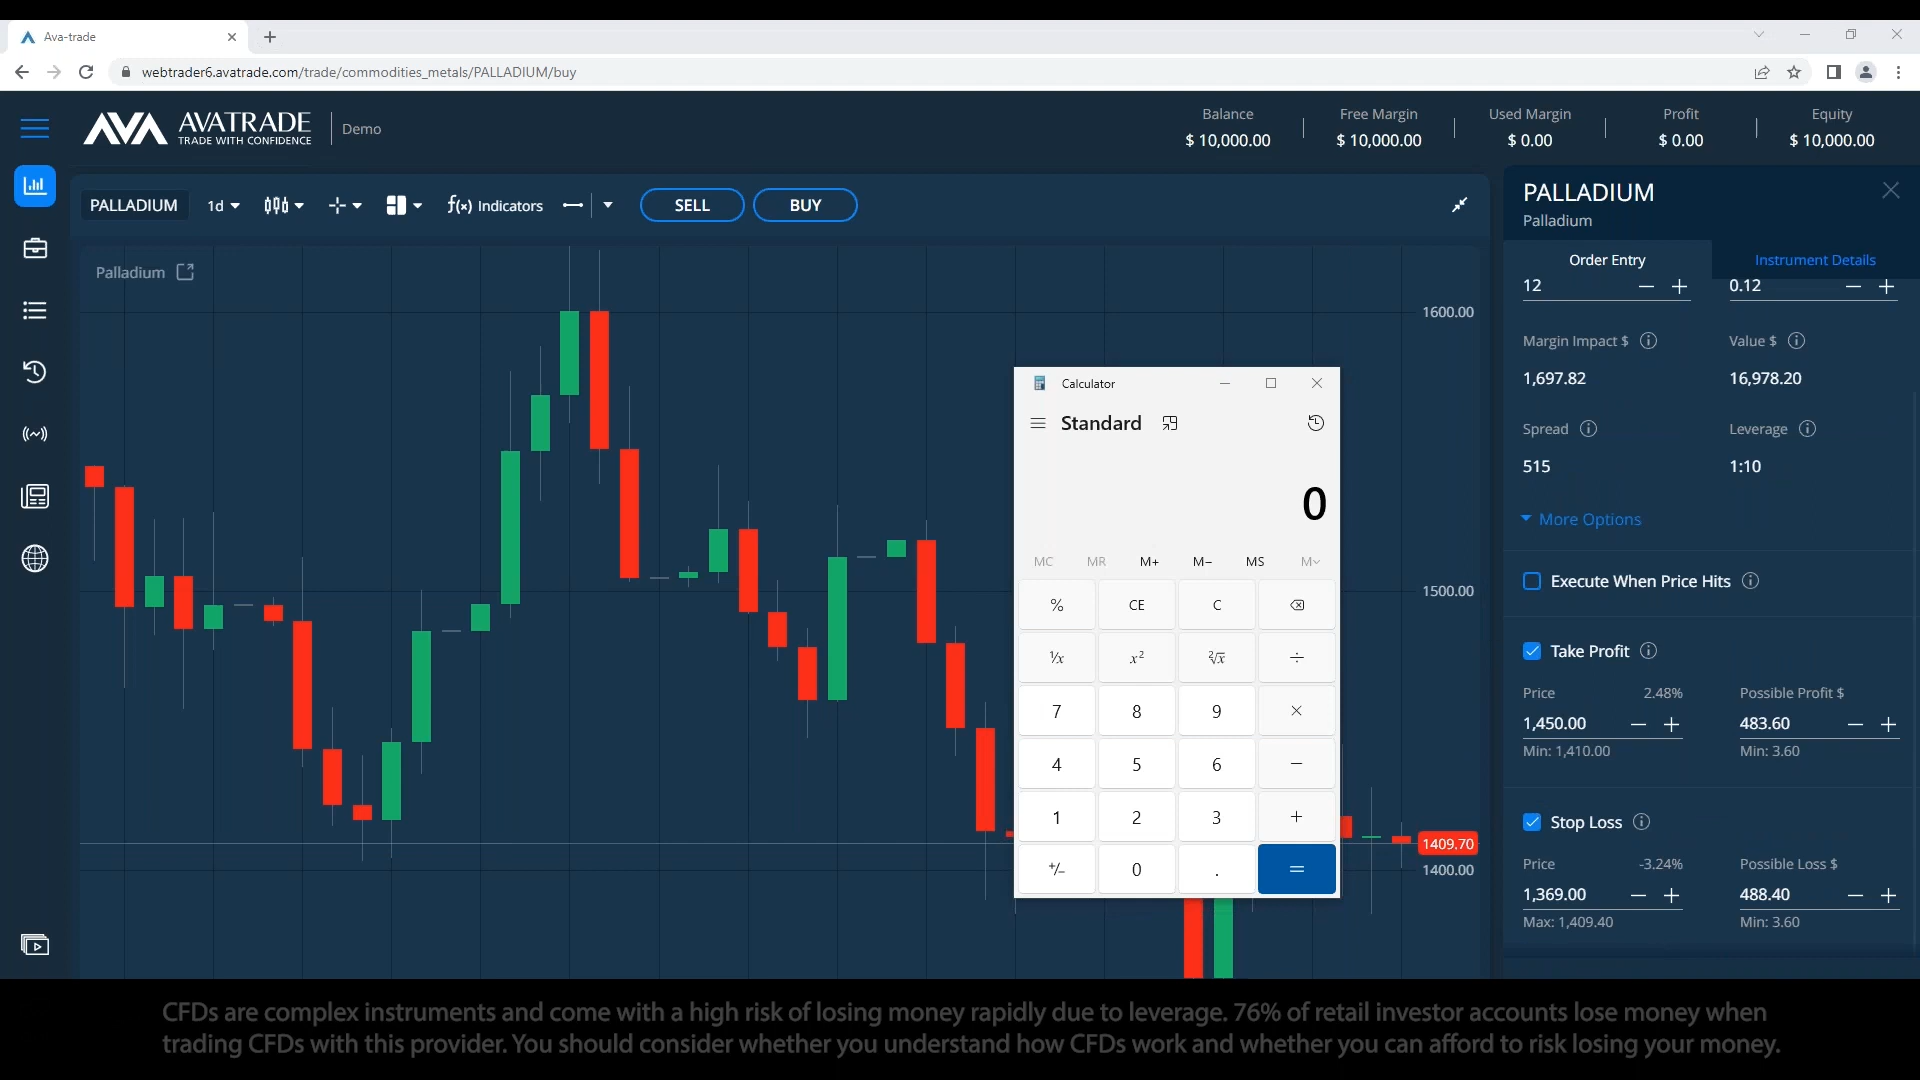 Ava-trade
webtrader6.avatrade.com/trade/commodities_metals/PALLADIUM/buy
AVA AVATRADE
TRADE WITH CONFIDENCE
Demo
Balance
$ 10,000.00
Free Margin
$ 10,000.00
Used Margin
$ 0.00
Profit
$ 0.00
Equity
$ 10,000.00
PALLADIUM 1d f(x) Indicators SELL BUY
Palladium
1600.00
1500.00
1409.70
1400.00
Calculator
Standard
0
MC MR M+ M− MS M˅
% CE C
¹/x x² ²√x ÷
7 8 9 ×
4 5 6 −
1 2 3 +
+/− 0 . =
PALLADIUM
Palladium
Order Entry Instrument Details
12 − + 0.12 − +
Margin Impact $ Value $
1,697.82 16,978.20
Spread Leverage
515 1:10
More Options
Execute When Price Hits
Take Profit
Price 2.48% Possible Profit $
1,450.00 − + 483.60 − +
Min: 1,410.00 Min: 3.60
Stop Loss
Price -3.24% Possible Loss $
1,369.00 − + 488.40 − +
Max: 1,409.40 Min: 3.60
CFDs are complex instruments and come with a high risk of losing money rapidly due to leverage. 76% of retail investor accounts lose money when
trading CFDs with this provider. You should consider whether you understand how CFDs work and whether you can afford to risk losing your money.